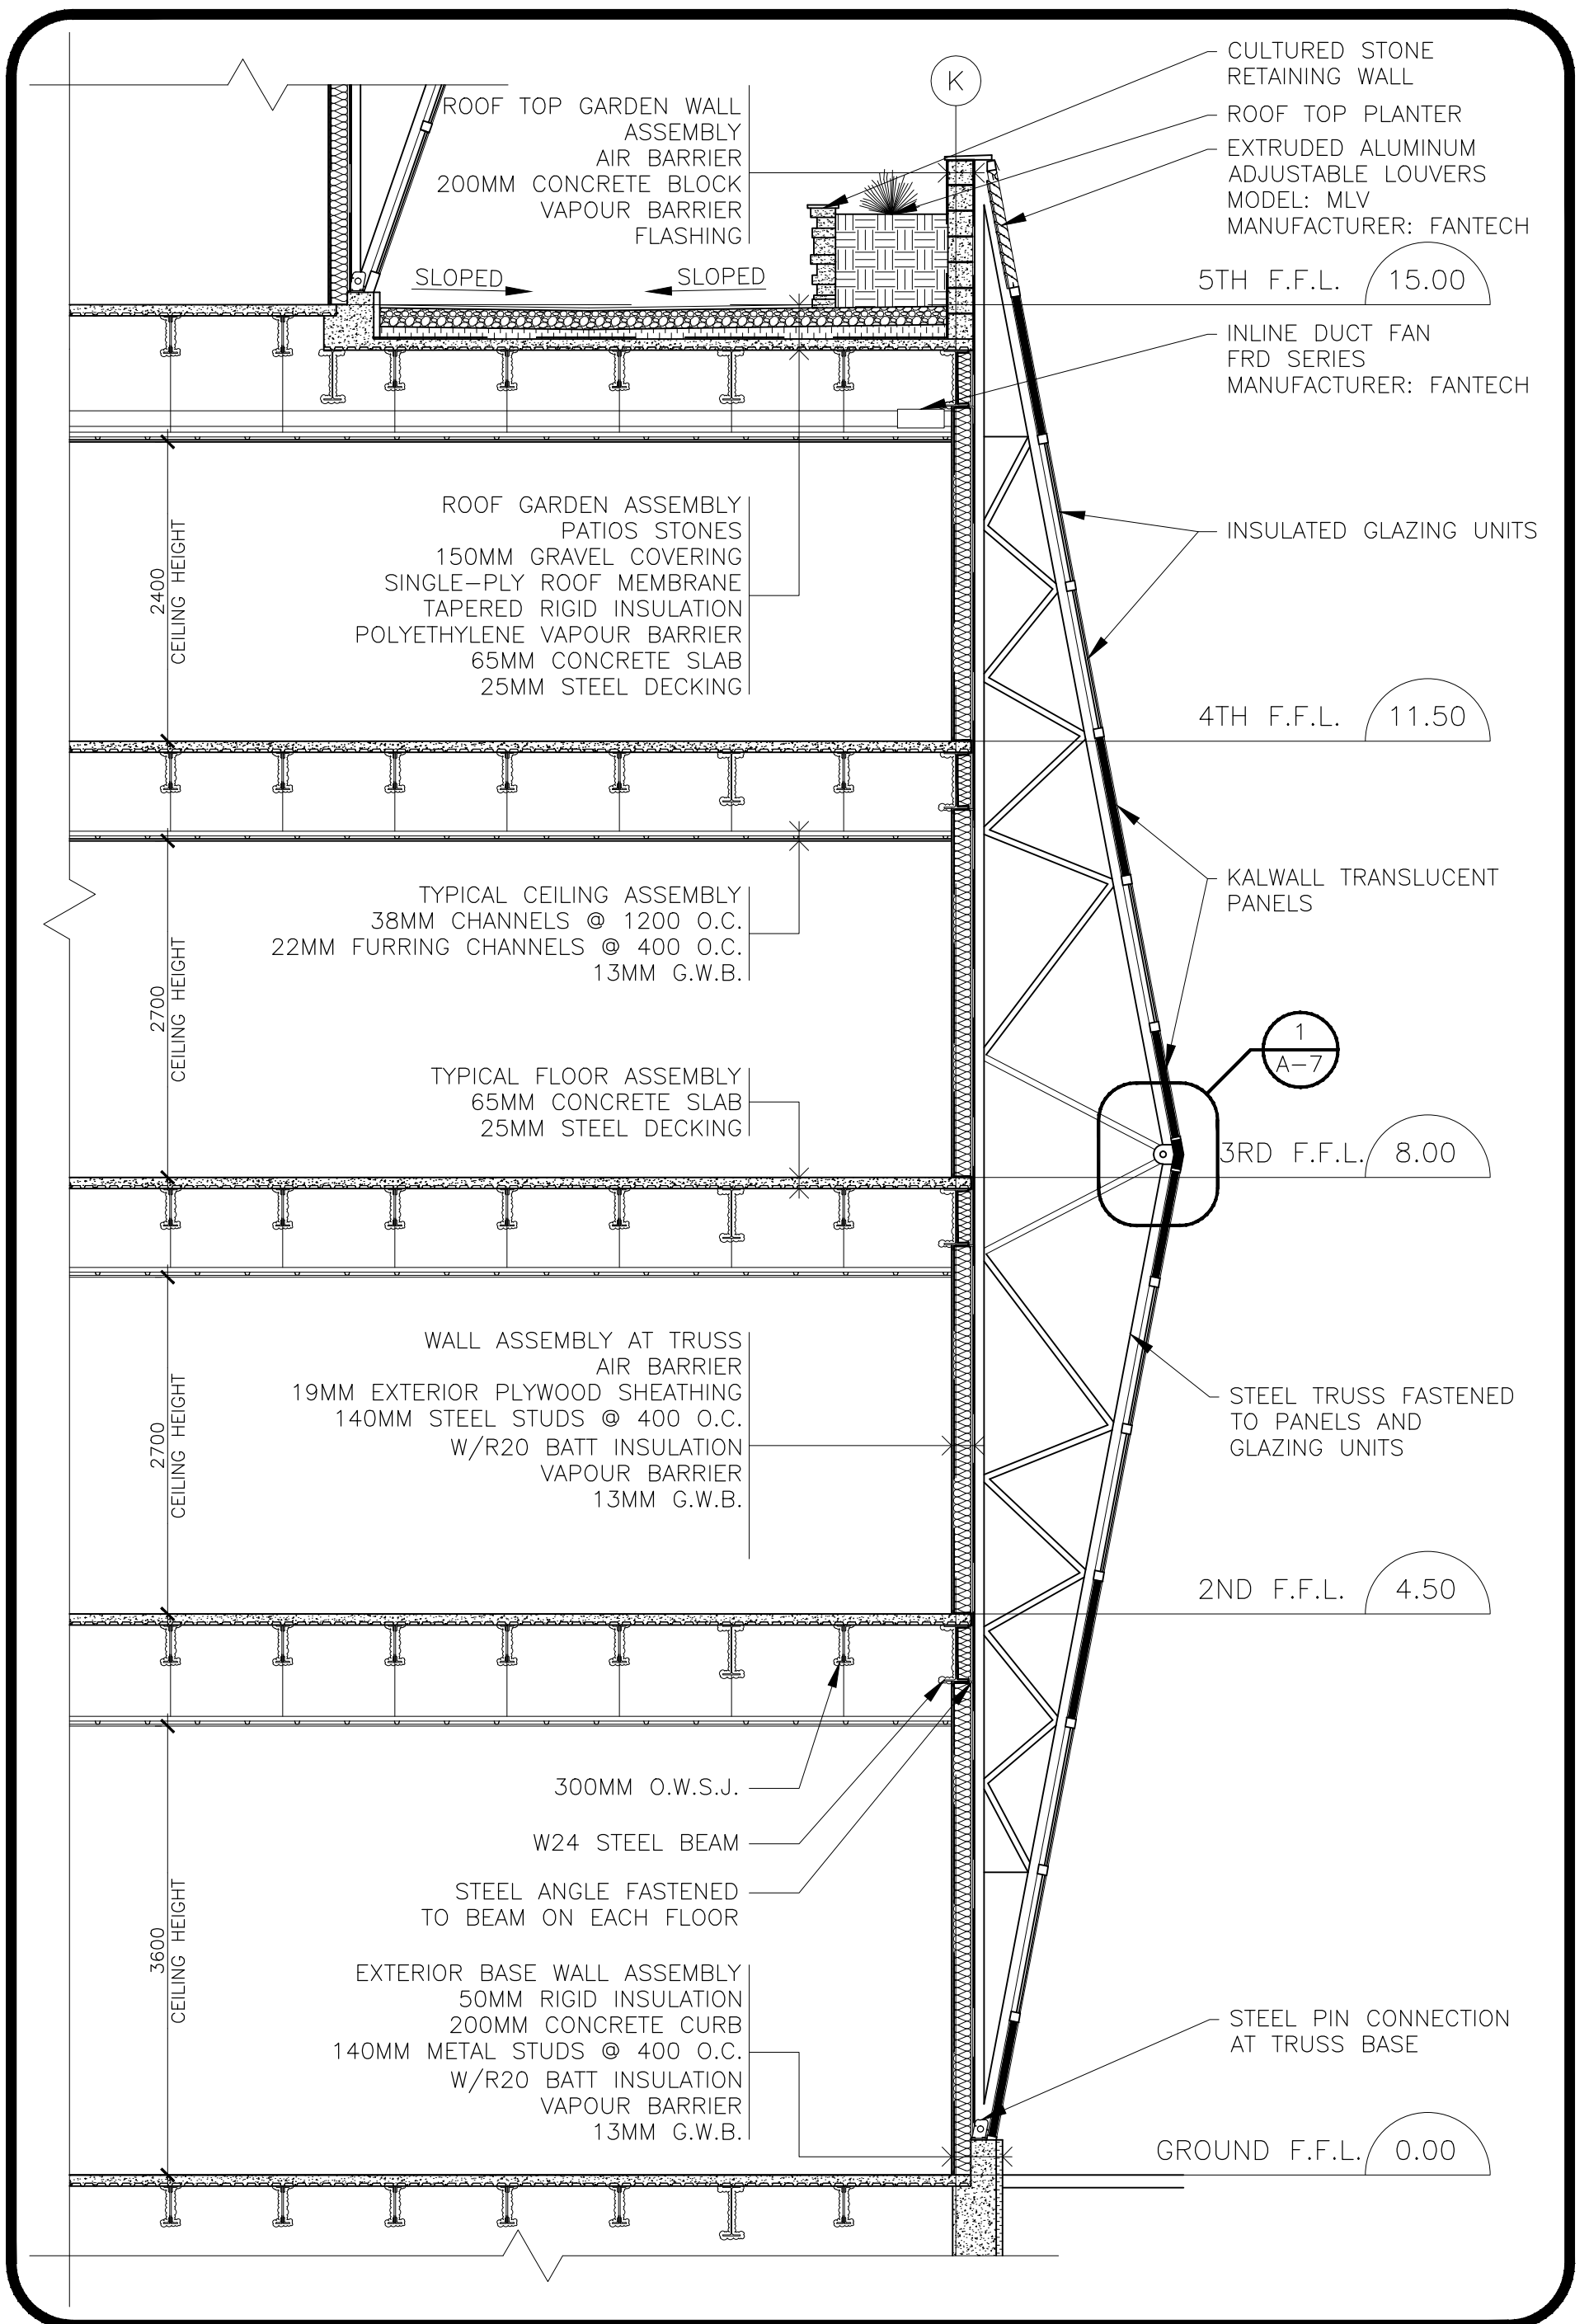 K
CULTURED STONE
RETAINING WALL
ROOF TOP PLANTER
EXTRUDED ALUMINUM
ADJUSTABLE LOUVERS
MODEL: MLV
MANUFACTURER: FANTECH
ROOF TOP GARDEN WALL
ASSEMBLY
AIR BARRIER
200MM CONCRETE BLOCK
VAPOUR BARRIER
FLASHING
SLOPED
SLOPED
5TH F.F.L. 15.00
INLINE DUCT FAN
FRD SERIES
MANUFACTURER: FANTECH
ROOF GARDEN ASSEMBLY
PATIOS STONES
150MM GRAVEL COVERING
SINGLE-PLY ROOF MEMBRANE
TAPERED RIGID INSULATION
POLYETHYLENE VAPOUR BARRIER
65MM CONCRETE SLAB
25MM STEEL DECKING
2400
CEILING HEIGHT
INSULATED GLAZING UNITS
4TH F.F.L. 11.50
TYPICAL CEILING ASSEMBLY
38MM CHANNELS @ 1200 O.C.
22MM FURRING CHANNELS @ 400 O.C.
13MM G.W.B.
KALWALL TRANSLUCENT
PANELS
2700
CEILING HEIGHT
1
A-7
TYPICAL FLOOR ASSEMBLY
65MM CONCRETE SLAB
25MM STEEL DECKING
3RD F.F.L. 8.00
WALL ASSEMBLY AT TRUSS
AIR BARRIER
19MM EXTERIOR PLYWOOD SHEATHING
140MM STEEL STUDS @ 400 O.C.
W/R20 BATT INSULATION
VAPOUR BARRIER
13MM G.W.B.
2700
CEILING HEIGHT
STEEL TRUSS FASTENED
TO PANELS AND
GLAZING UNITS
2ND F.F.L. 4.50
300MM O.W.S.J.
W24 STEEL BEAM
STEEL ANGLE FASTENED
TO BEAM ON EACH FLOOR
3600
CEILING HEIGHT
EXTERIOR BASE WALL ASSEMBLY
50MM RIGID INSULATION
200MM CONCRETE CURB
140MM METAL STUDS @ 400 O.C.
W/R20 BATT INSULATION
VAPOUR BARRIER
13MM G.W.B.
STEEL PIN CONNECTION
AT TRUSS BASE
GROUND F.F.L. 0.00